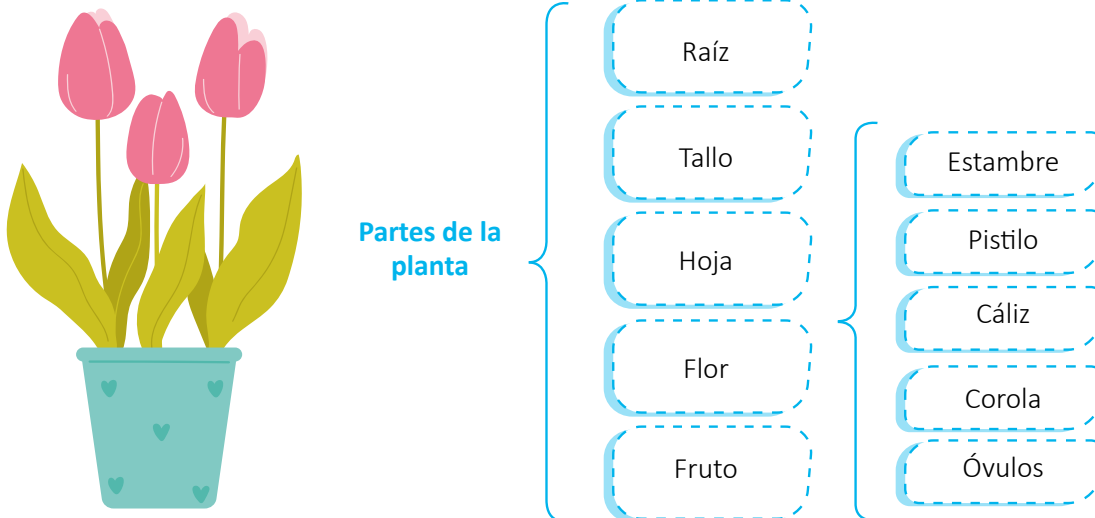 Partes de la
planta
Raíz
Tallo
Hoja
Flor
Fruto
Estambre
Pistilo
Cáliz
Corola
Óvulos